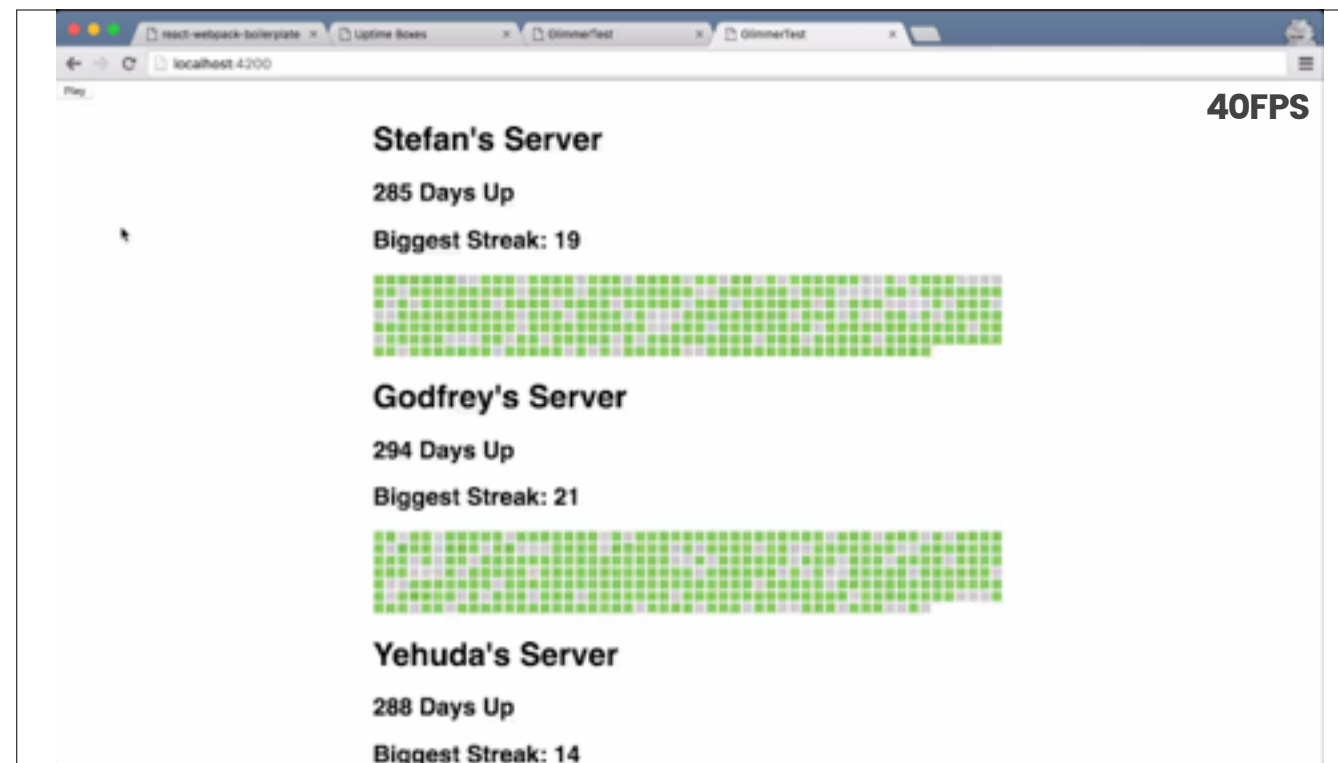 react-webpack-boilerplate
Uptime Boxes
GlimmerTest
GlimmerTest
localhost:4200
Play
40FPS
Stefan's Server
285 Days Up
Biggest Streak: 19
Godfrey's Server
294 Days Up
Biggest Streak: 21
Yehuda's Server
288 Days Up
Biggest Streak: 14